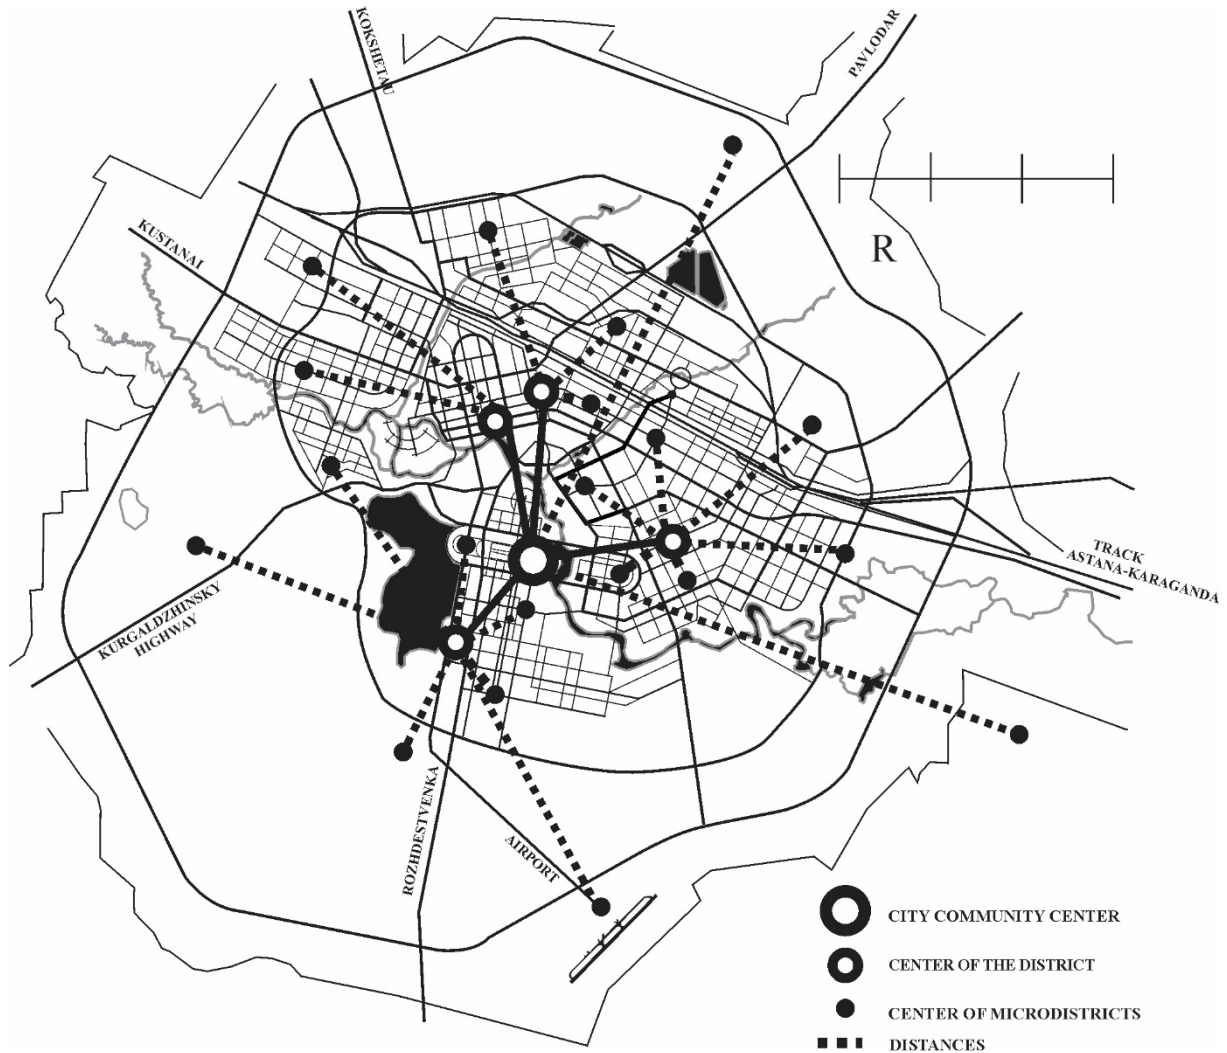 KOKSHETAU
PAVLODAR
KUSTANAI
R
TRACK
ASTANA-KARAGANDA
KURGALDZHINSKY
HIGHWAY
ROZHDESTVENKA
AIRPORT
CITY COMMUNITY CENTER
CENTER OF THE DISTRICT
CENTER OF MICRODISTRICTS
DISTANCES